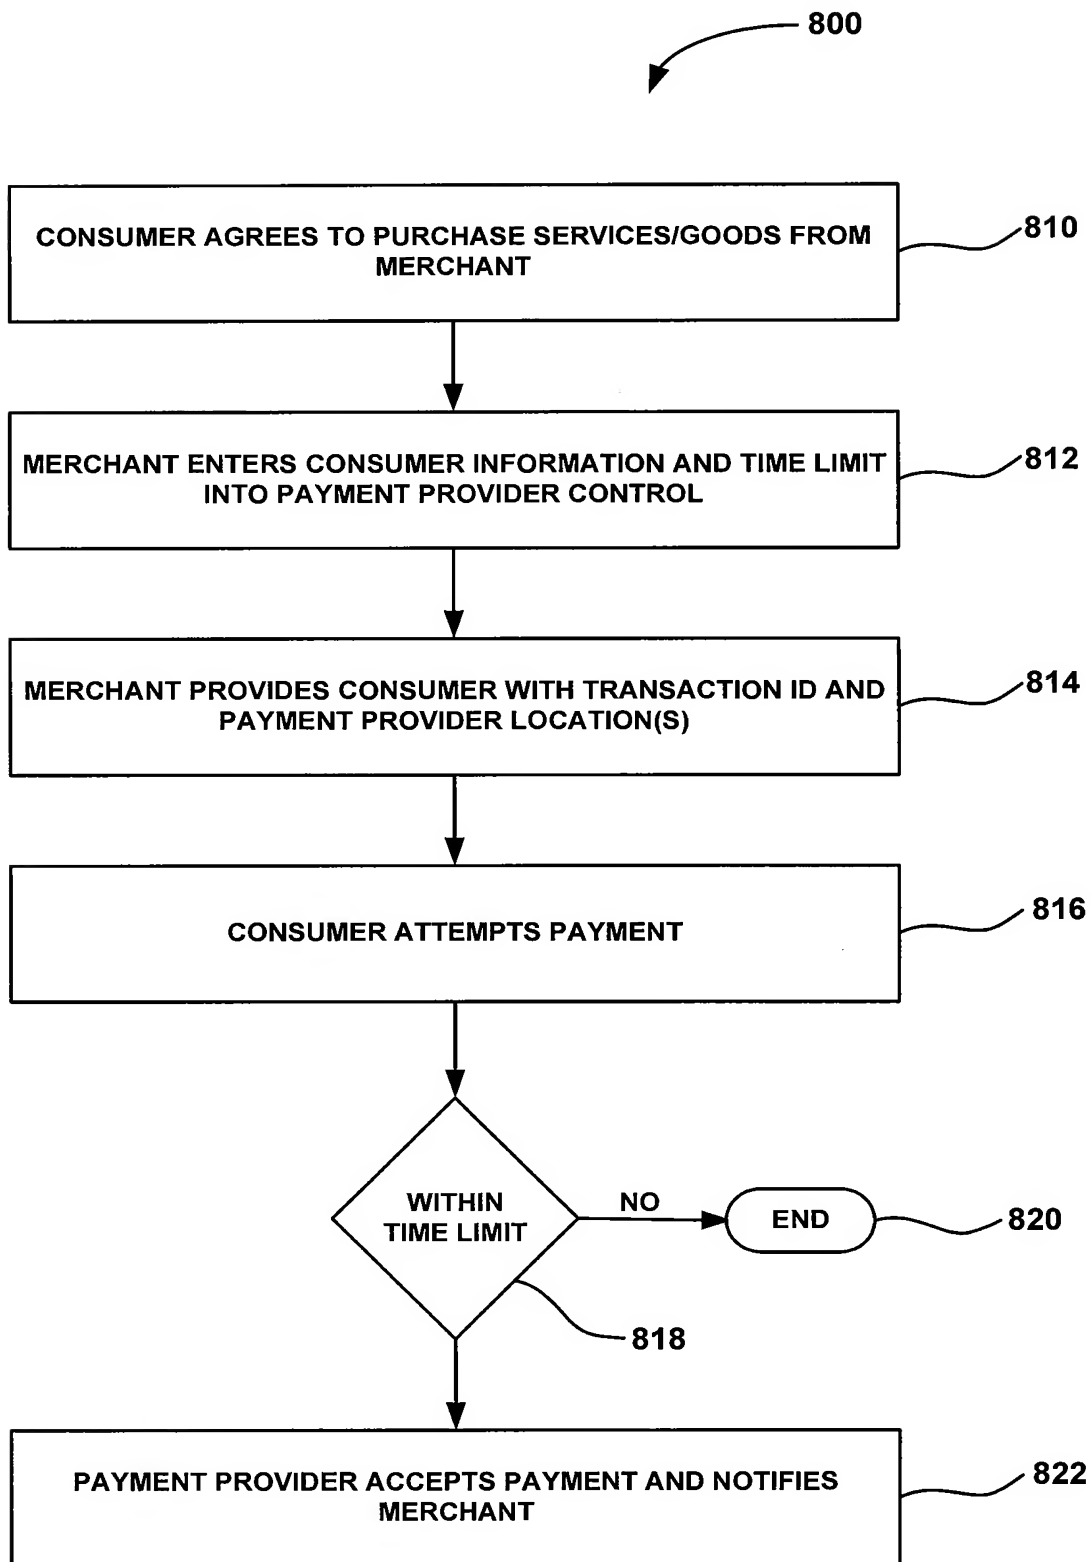 800
CONSUMER AGREES TO PURCHASE SERVICES/GOODS FROM
MERCHANT
810
MERCHANT ENTERS CONSUMER INFORMATION AND TIME LIMIT
INTO PAYMENT PROVIDER CONTROL
812
MERCHANT PROVIDES CONSUMER WITH TRANSACTION ID AND
PAYMENT PROVIDER LOCATION(S)
814
CONSUMER ATTEMPTS PAYMENT
816
WITHIN
TIME LIMIT
NO
END
820
818
PAYMENT PROVIDER ACCEPTS PAYMENT AND NOTIFIES
MERCHANT
822